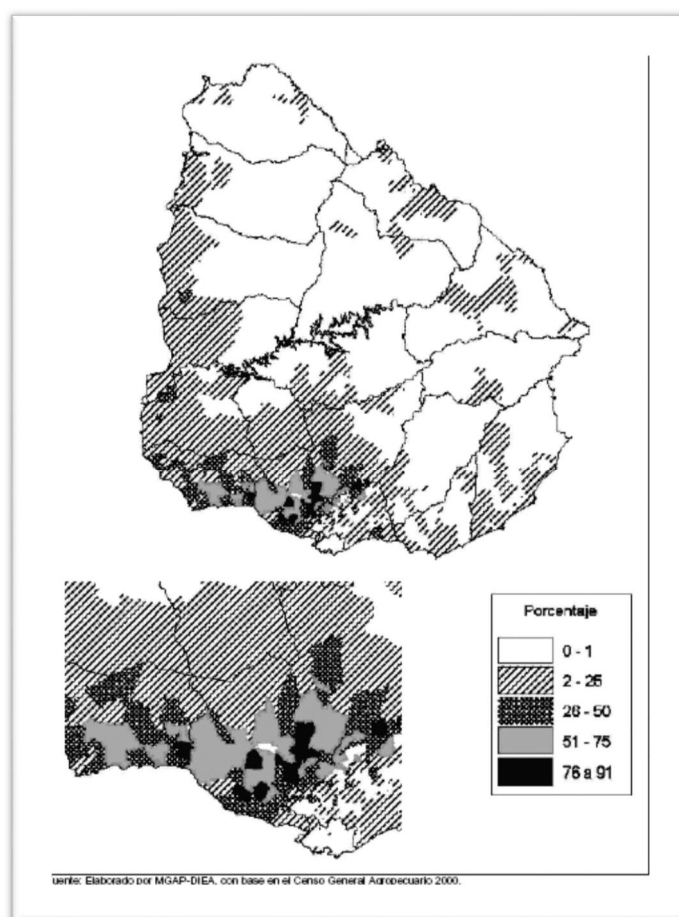 Porcentaje
0 - 1
2 - 25
26 - 50
51 - 75
76 a 91
uente: Elaborado por MGAP-DIEA, con base en el Censo General Agropecuario 2000.